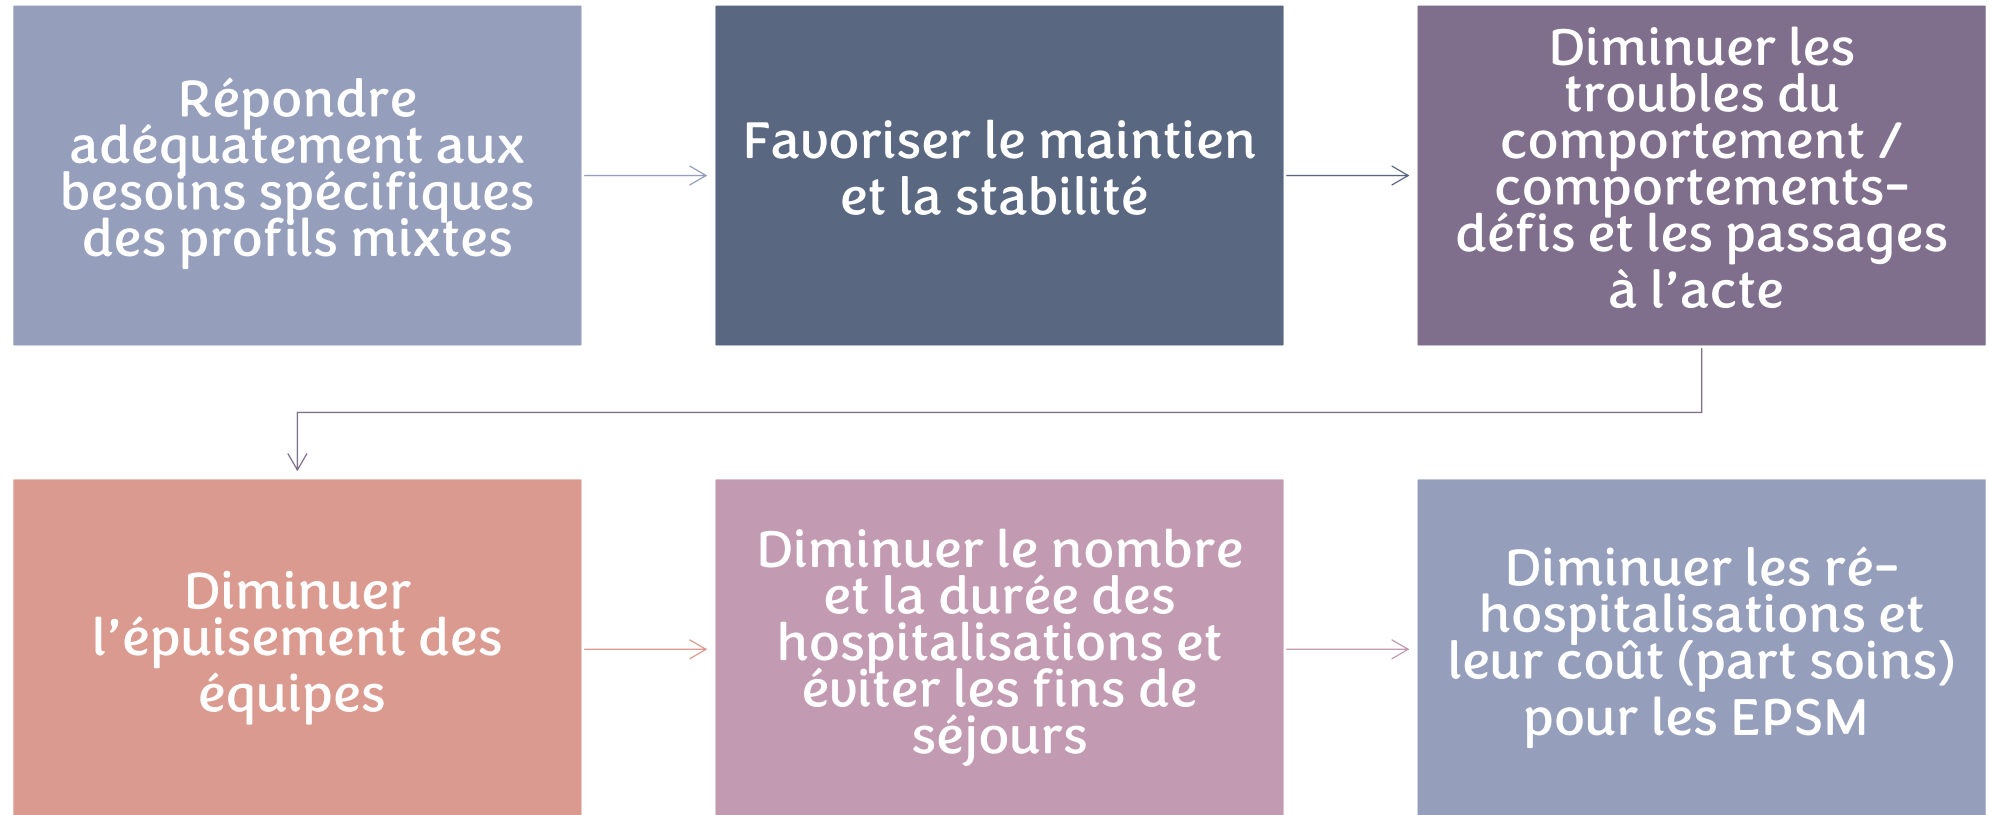 Répondre
adéquatement aux
besoins spécifiques
des profils mixtes
Favoriser le maintien
et la stabilité
Diminuer les
troubles du
comportement /
comportements-
défis et les passages
à l’acte
Diminuer
l’épuisement des
équipes
Diminuer le nombre
et la durée des
hospitalisations et
éviter les fins de
séjours
Diminuer les ré-
hospitalisations et
leur coût (part soins)
pour les EPSM